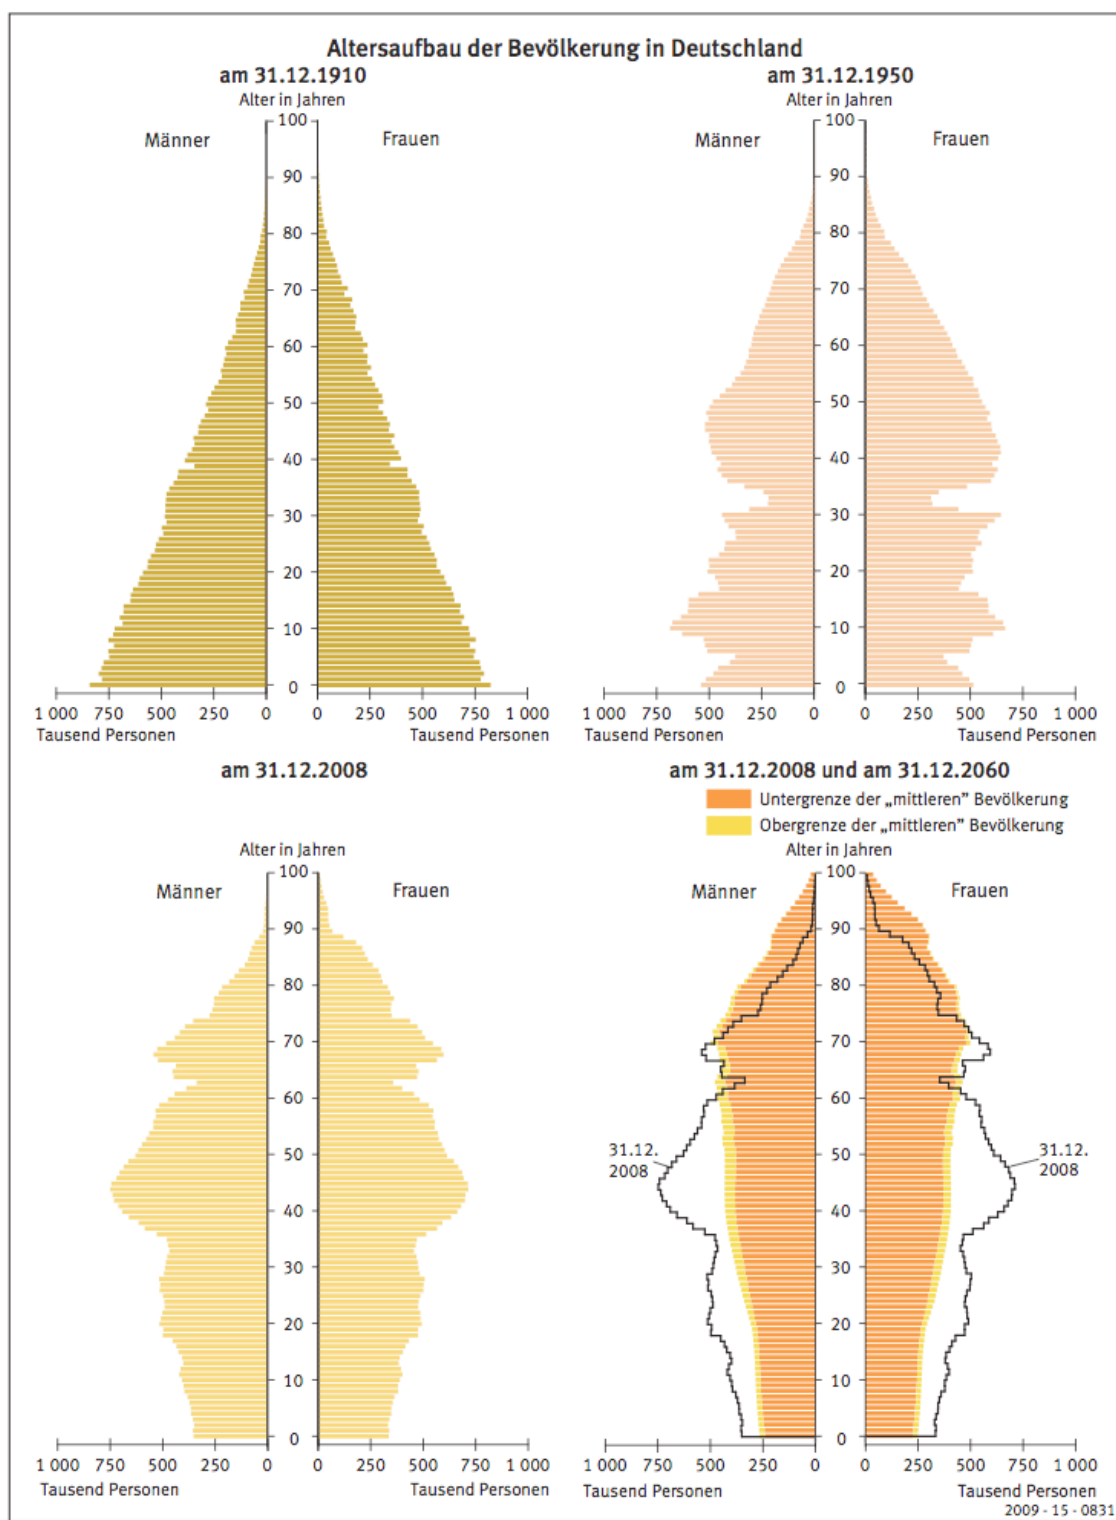 Altersaufbau der Bevölkerung in Deutschland
am 31.12.1910
Alter in Jahren
Männer
Frauen
100
90
80
70
60
50
40
30
20
10
0
1 000 750 500 250 0
0 250 500 750 1 000
Tausend Personen
Tausend Personen
am 31.12.1950
Alter in Jahren
Männer
Frauen
100
90
80
70
60
50
40
30
20
10
0
1 000 750 500 250 0
0 250 500 750 1 000
Tausend Personen
Tausend Personen
am 31.12.2008
Alter in Jahren
Männer
Frauen
100
90
80
70
60
50
40
30
20
10
0
1 000 750 500 250 0
0 250 500 750 1 000
Tausend Personen
Tausend Personen
am 31.12.2008 und am 31.12.2060
Untergrenze der „mittleren” Bevölkerung
Obergrenze der „mittleren” Bevölkerung
Alter in Jahren
Männer
Frauen
100
90
80
70
60
50
40
30
20
10
0
31.12.
2008
31.12.
2008
1 000 750 500 250 0
0 250 500 750 1 000
Tausend Personen
Tausend Personen
2009 - 15 - 0831